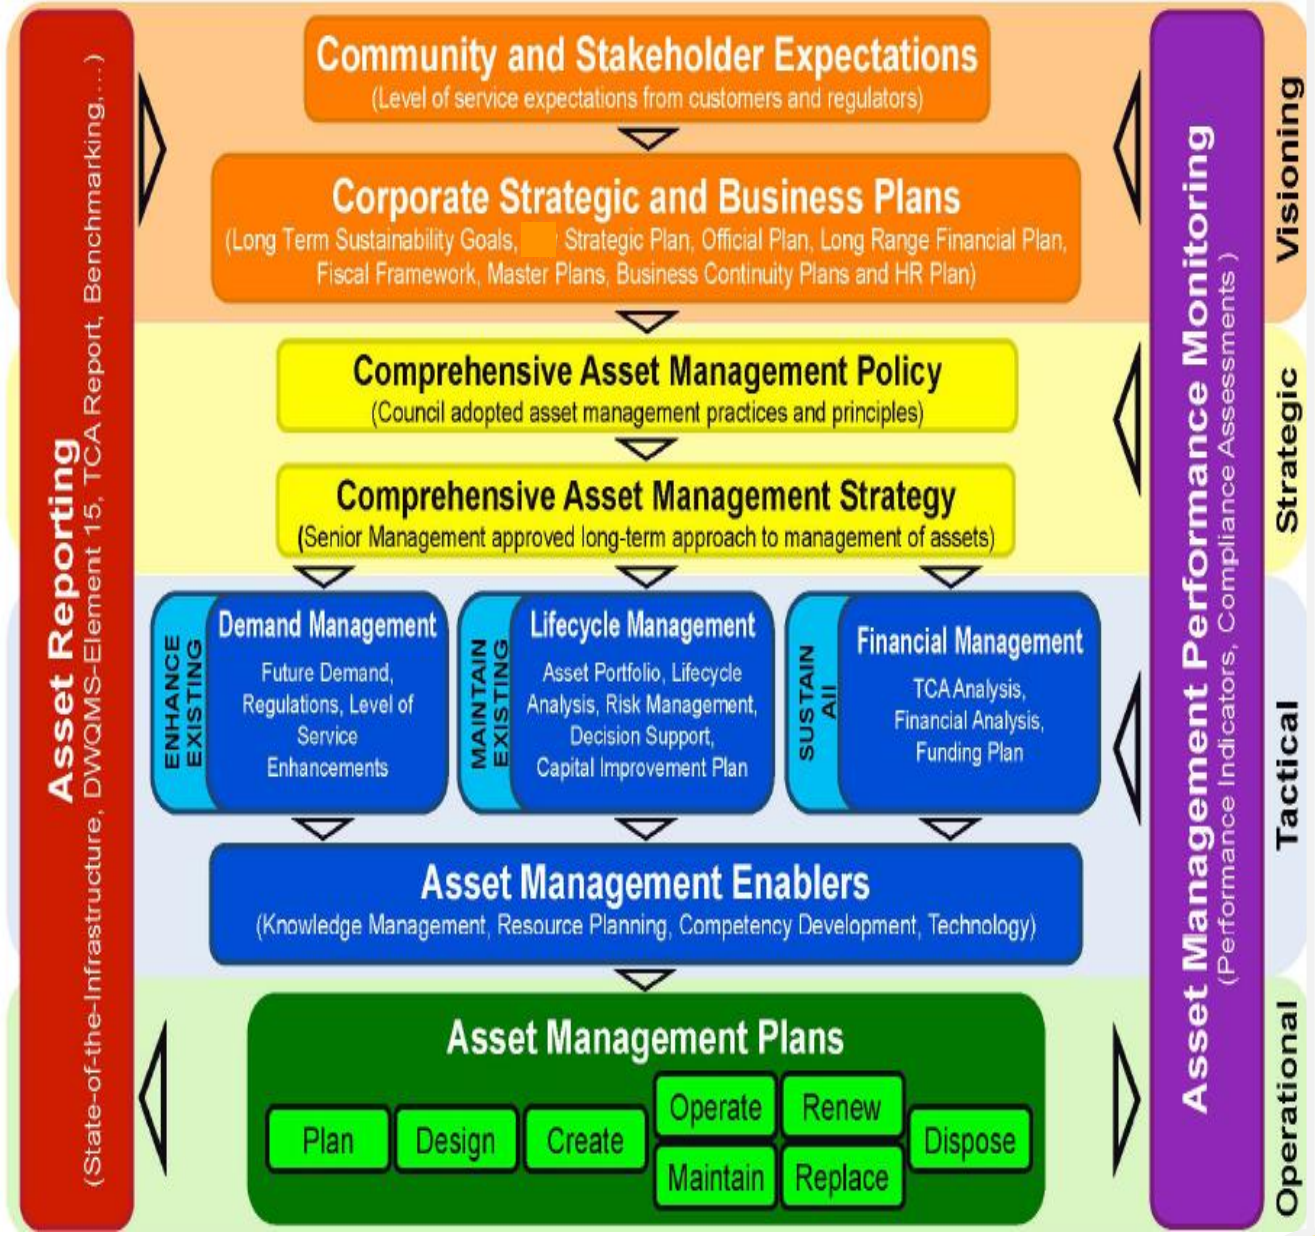 Community and Stakeholder Expectations
(Level of service expectations from customers and regulators)
Corporate Strategic and Business Plans
(Long Term Sustainability Goals, Strategic Plan, Official Plan, Long Range Financial Plan,
Fiscal Framework, Master Plans, Business Continuity Plans and HR Plan)
Comprehensive Asset Management Policy
(Council adopted asset management practices and principles)
Comprehensive Asset Management Strategy
(Senior Management approved long-term approach to management of assets)
ENHANCE
EXISTING
Demand Management
Future Demand,
Regulations, Level of
Service
Enhancements
MAINTAIN
EXISTING
Lifecycle Management
Asset Portfolio, Lifecycle
Analysis, Risk Management,
Decision Support,
Capital Improvement Plan
SUSTAIN
All
Financial Management
TCA Analysis,
Financial Analysis,
Funding Plan
Asset Management Enablers
(Knowledge Management, Resource Planning, Competency Development, Technology)
Asset Management Plans
Plan
Design
Create
Operate
Maintain
Renew
Replace
Dispose
Asset Reporting
(State-of-the-Infrastructure, DWQMS-Element 15, TCA Report, Benchmarking,...)
Asset Management Performance Monitoring
(Performance Indicators, Compliance Assessments )
Visioning
Strategic
Tactical
Operational